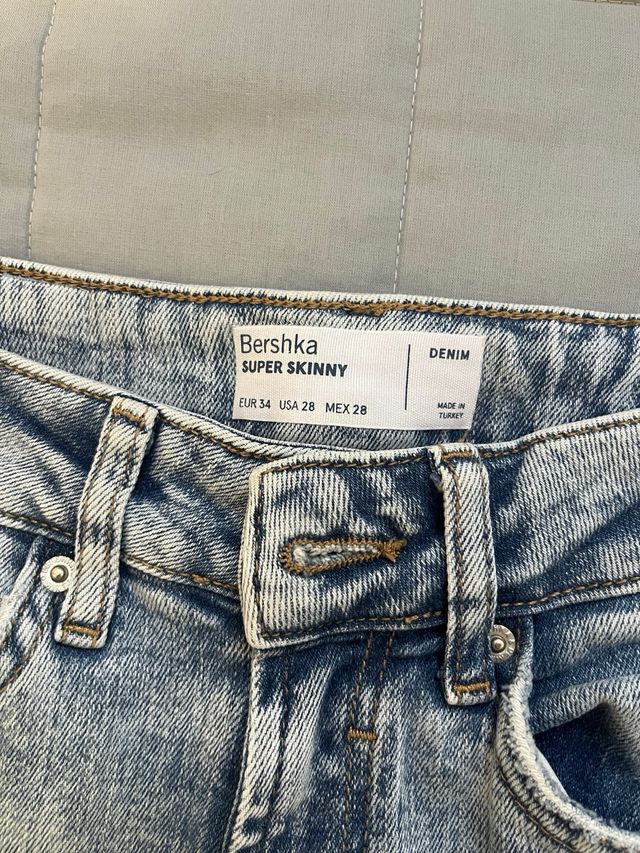 Bershka
SUPER SKINNY
EUR 34 USA 28 MEX 28
DENIM
MADE IN
TURKEY